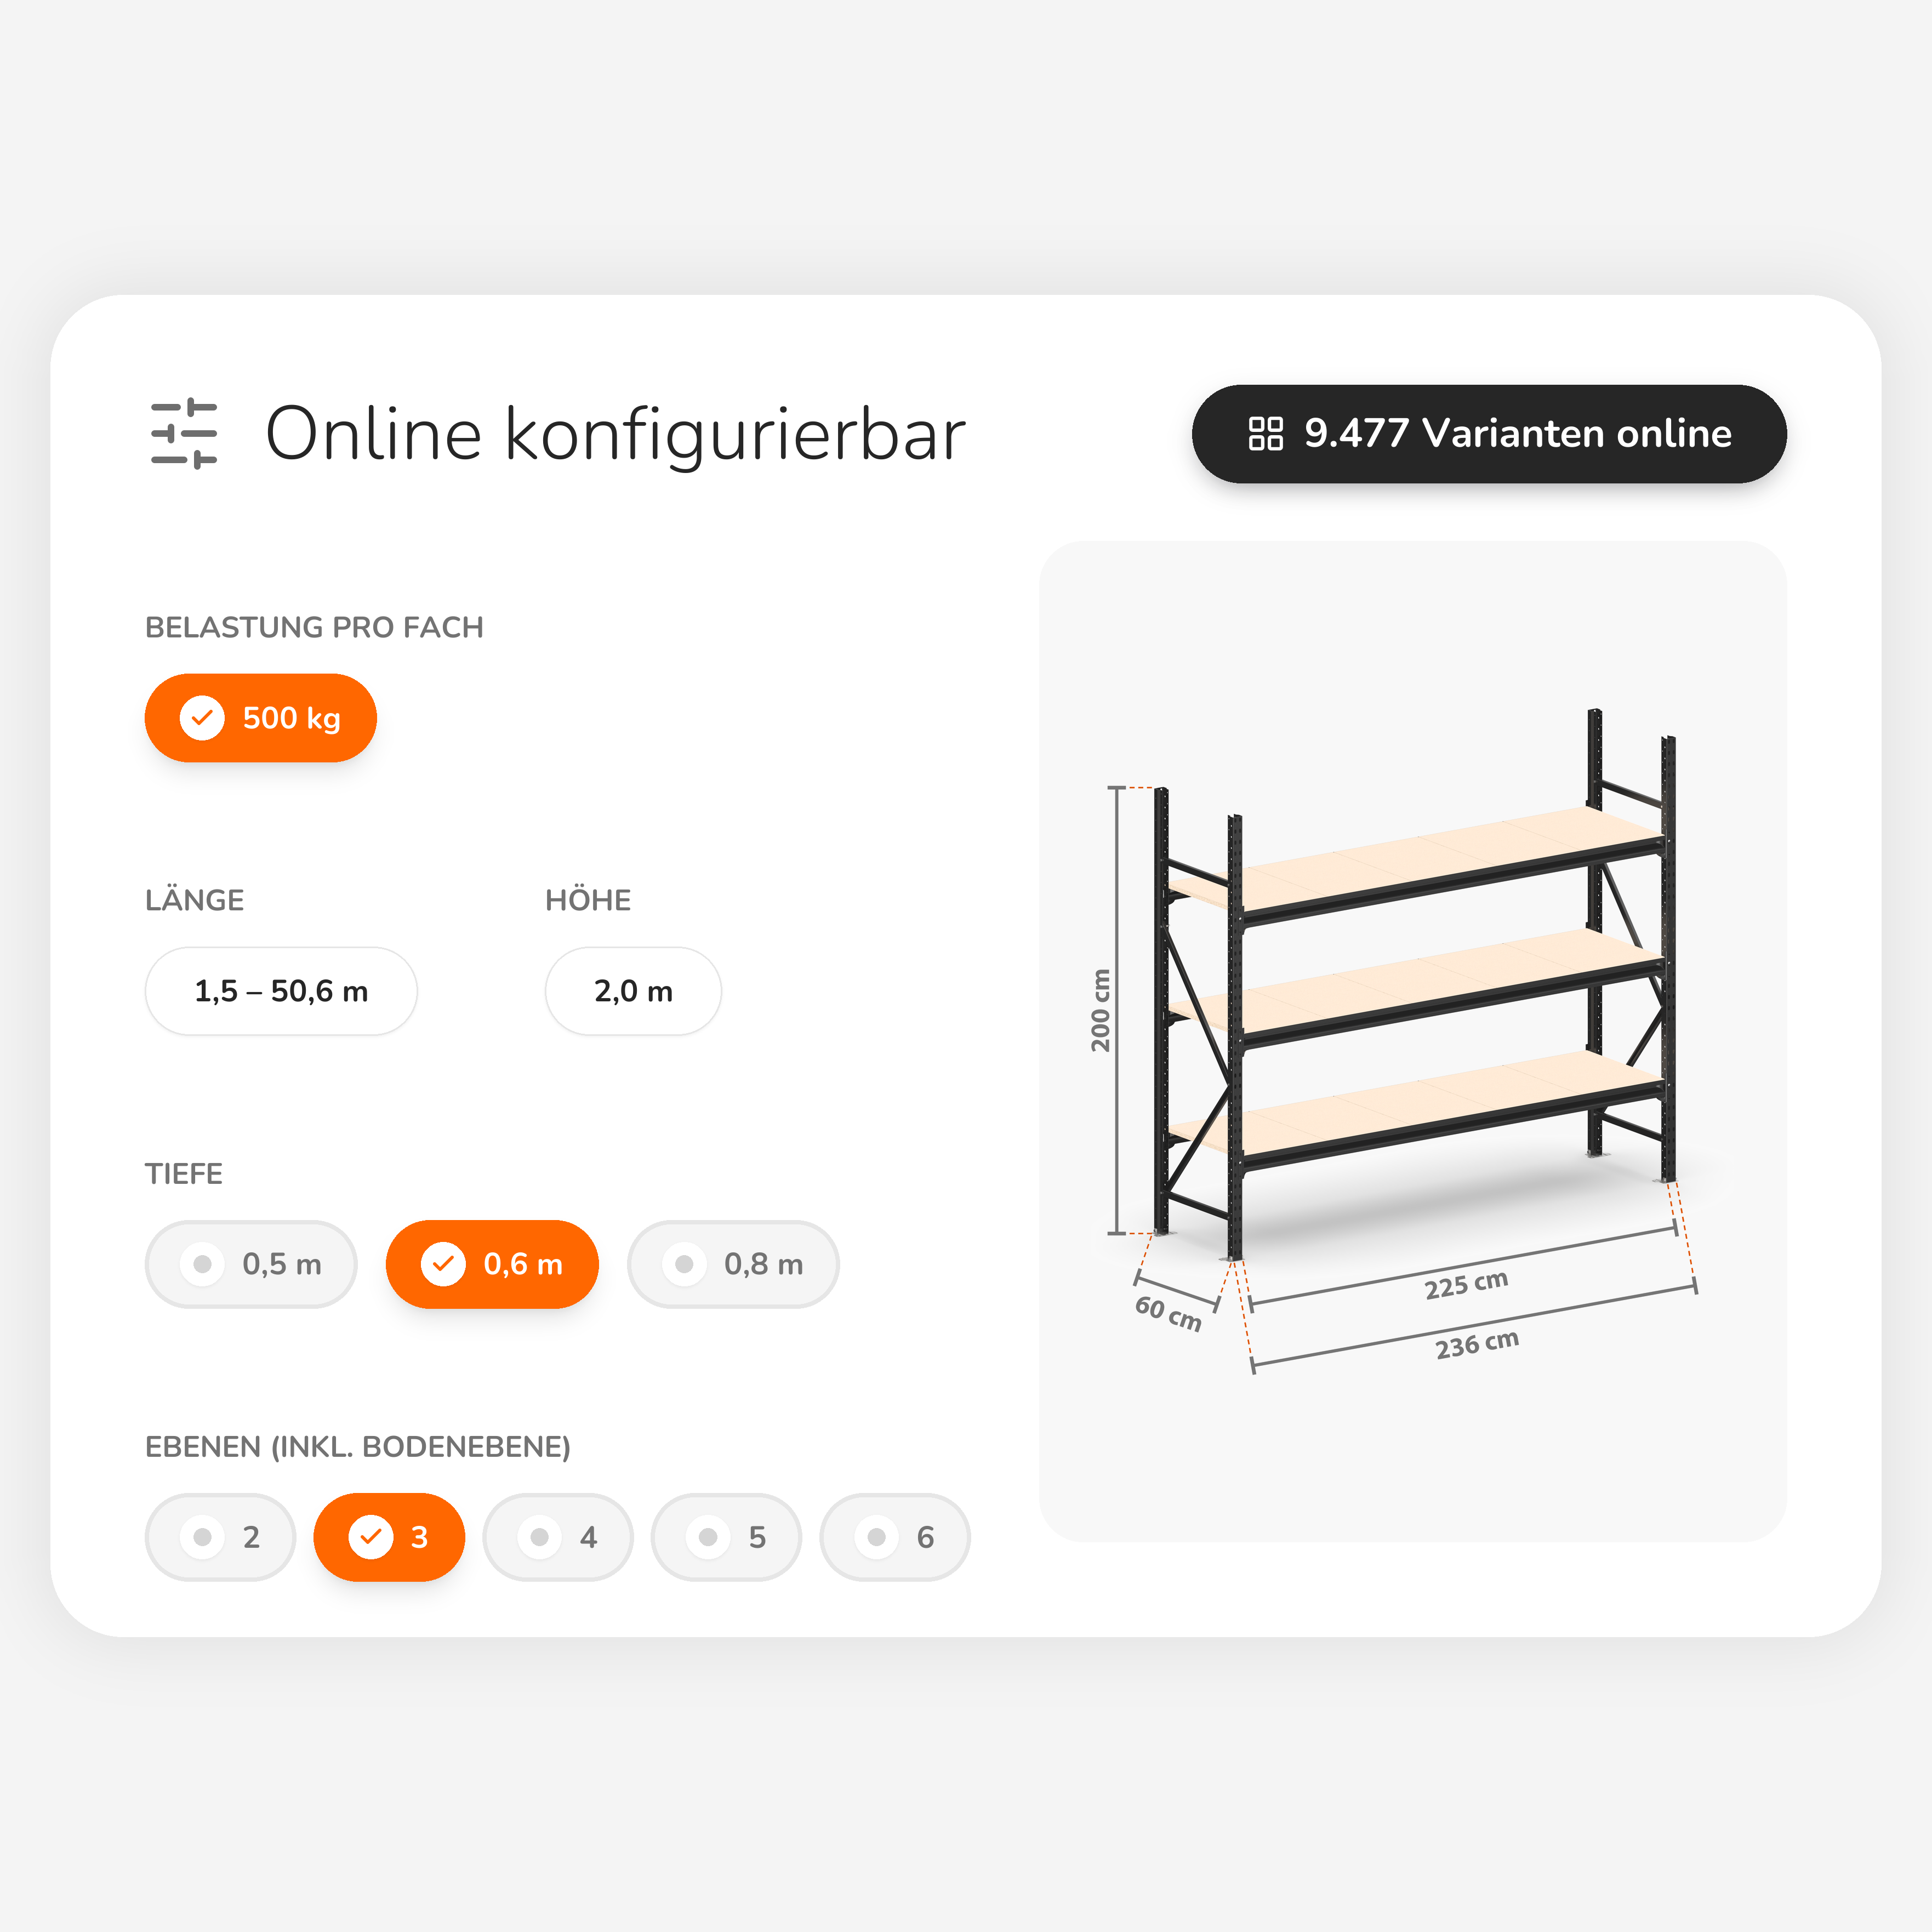 Online konfigurierbar
9.477 Varianten online
BELASTUNG PRO FACH
500 kg
LÄNGE
HÖHE
1,5 – 50,6 m
2,0 m
TIEFE
0,5 m
0,6 m
0,8 m
EBENEN (INKL. BODENEBENE)
2
3
4
5
6
200 cm
60 cm
225 cm
236 cm